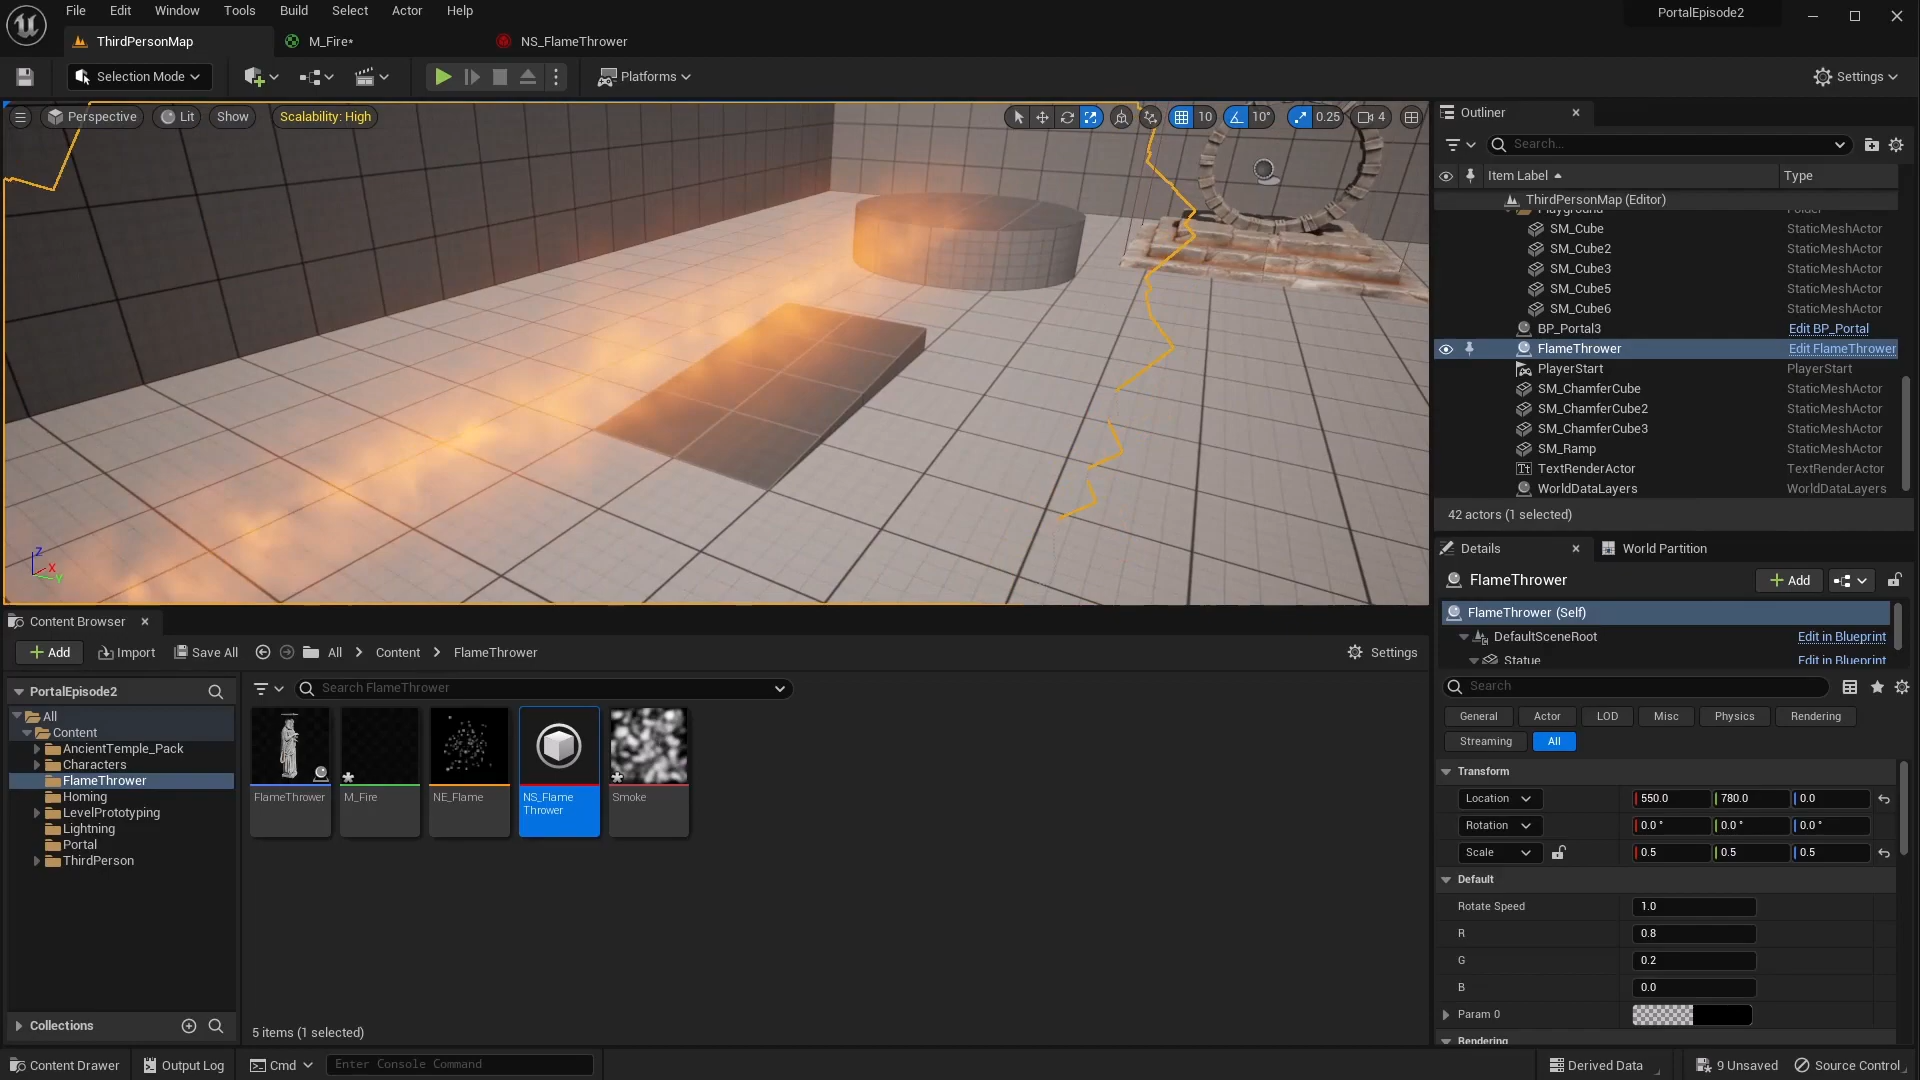 File Edit Window Tools Build Select Actor Help
PortalEpisode2
ThirdPersonMap
M_Fire*
NS_FlameThrower
Selection Mode
Platforms
Settings
Perspective
Lit
Show
Scalability: High
10
10°
0.25
4
Outliner
Search...
Item Label
Type
ThirdPersonMap (Editor)
Playground
Folder
SM_Cube StaticMeshActor
SM_Cube2 StaticMeshActor
SM_Cube3 StaticMeshActor
SM_Cube5 StaticMeshActor
SM_Cube6 StaticMeshActor
BP_Portal3 Edit BP_Portal
FlameThrower Edit FlameThrower
PlayerStart PlayerStart
SM_ChamferCube StaticMeshActor
SM_ChamferCube2 StaticMeshActor
SM_ChamferCube3 StaticMeshActor
SM_Ramp StaticMeshActor
TextRenderActor TextRenderActor
WorldDataLayers WorldDataLayers
42 actors (1 selected)
Z
X
Y
Details
World Partition
FlameThrower
Add
FlameThrower (Self)
DefaultSceneRoot Edit in Blueprint
Statue Edit in Blueprint
Search
General Actor LOD Misc Physics Rendering
Streaming All
Transform
Location 550.0 780.0 0.0
Rotation 0.0 ° 0.0 ° 0.0 °
Scale 0.5 0.5 0.5
Default
Rotate Speed 1.0
R 0.8
G 0.2
B 0.0
Param 0
Rendering
Content Browser
Add
Import
Save All
All
Content
FlameThrower
Settings
PortalEpisode2
Search FlameThrower
All
Content
AncientTemple_Pack
Characters
FlameThrower
Homing
LevelPrototyping
Lightning
Portal
ThirdPerson
FlameThrower
M_Fire
NE_Flame
NS_Flame
Thrower
Smoke
Collections
5 items (1 selected)
Content Drawer
Output Log
Cmd
Enter Console Command
Derived Data
9 Unsaved
Source Control